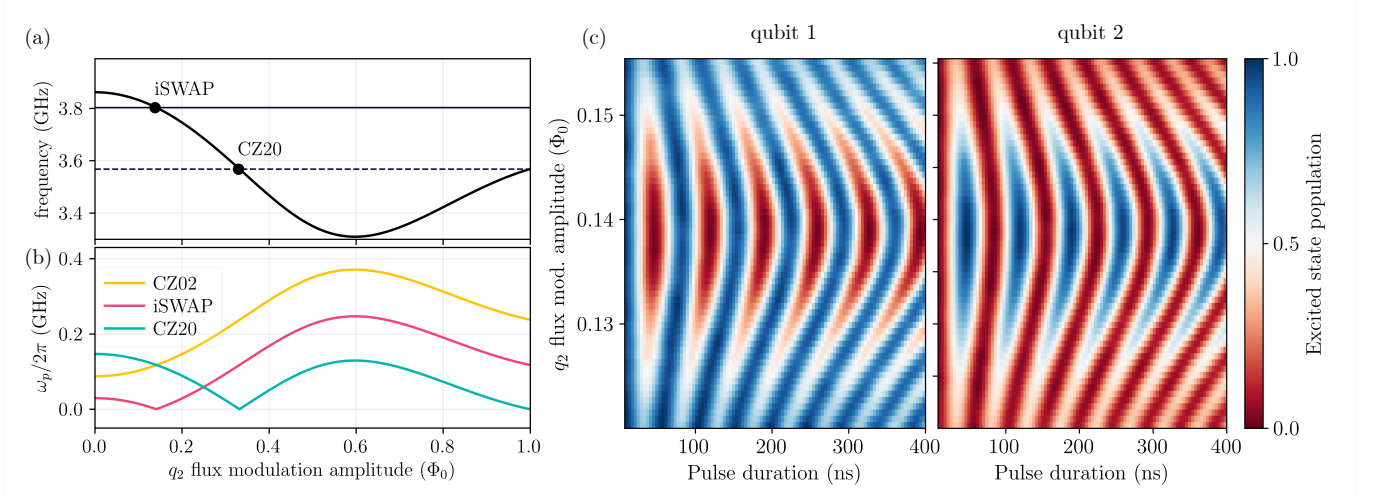 (a)
iSWAP
CZ20
frequency (GHz)
3.8
3.6
3.4
(b)
CZ02
iSWAP
CZ20
ωp/2π (GHz)
0.4
0.2
0.0
0.0 0.2 0.4 0.6 0.8 1.0
q2 flux modulation amplitude (Φ0)
(c)
qubit 1
qubit 2
q2 flux mod. amplitude (Φ0)
0.15
0.14
0.13
100 200 300 400
Pulse duration (ns)
100 200 300 400
Pulse duration (ns)
1.0
0.5
0.0
Excited state population